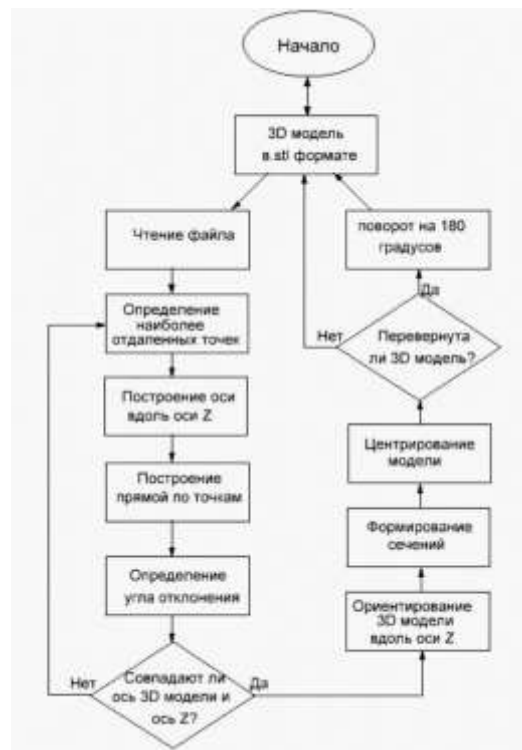 Начало
3D модель
в stl формате
Чтение файла
поворот на 180
градусов
Определение
наиболее
отдаленных точек
Да
Нет
Перевернута
ли 3D модель?
Построение оси
вдоль оси Z
Центрирование
модели
Построение
прямой по точкам
Формирование
сечений
Определение
угла отклонения
Ориентирование
3D модели
вдоль оси Z
Нет
Совпадают ли
ось 3D модели и
ось Z?
Да